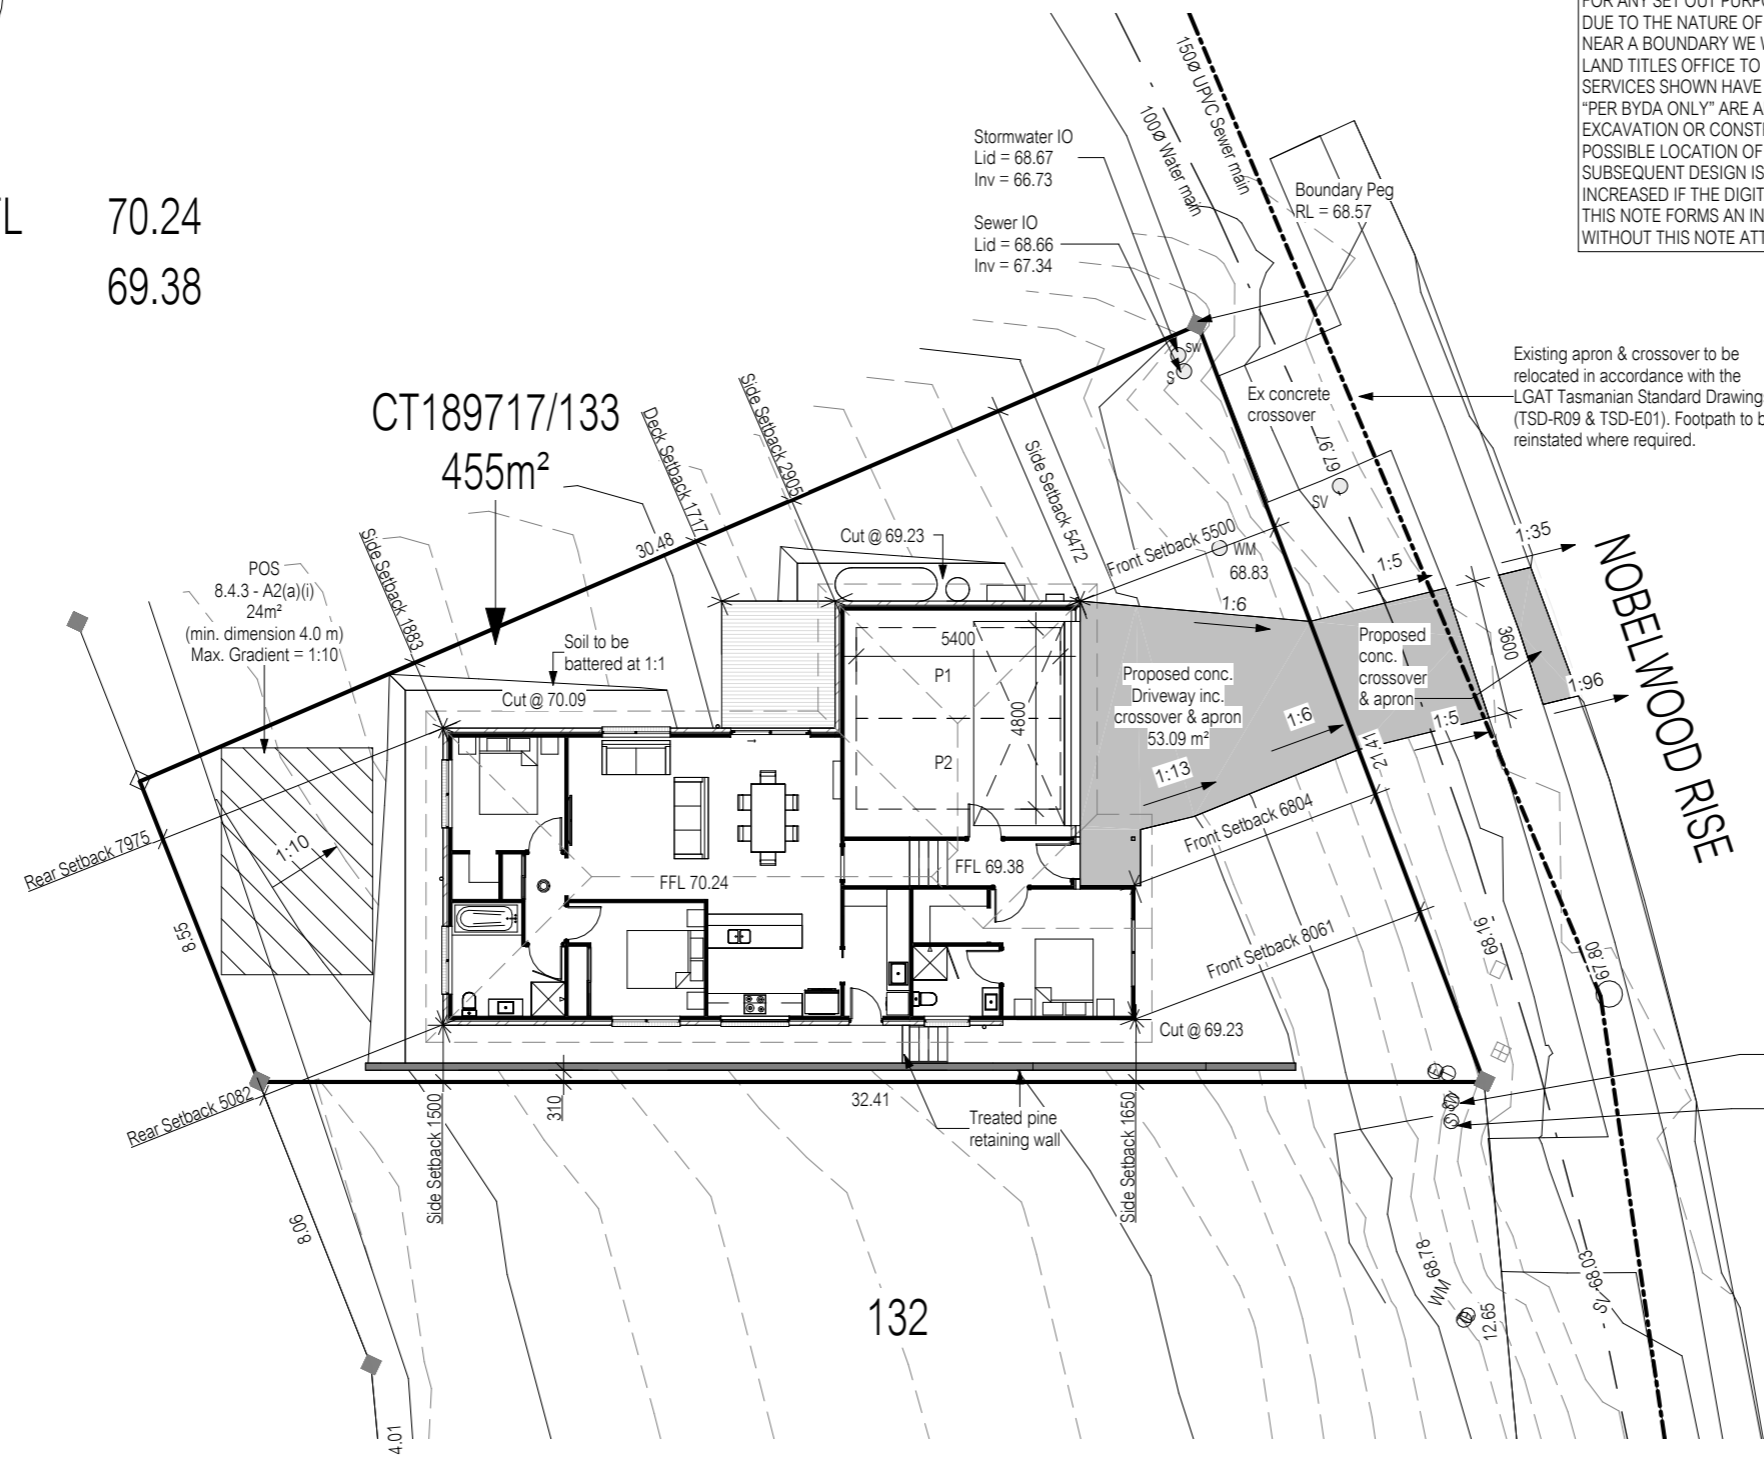 FOR ANY SET OUT PURPO
DUE TO THE NATURE OF
NEAR A BOUNDARY WE
LAND TITLES OFFICE TO
SERVICES SHOWN HAVE
"PER BYDA ONLY" ARE A
EXCAVATION OR CONST
POSSIBLE LOCATION OF
SUBSEQUENT DESIGN IS
INCREASED IF THE DIGIT
THIS NOTE FORMS AN IN
WITHOUT THIS NOTE ATT
70.24
69.38
150Ø UPVC Sewer main
100Ø Water main
Stormwater IO
Lid = 68.67
Inv = 66.73
Sewer IO
Lid = 68.66
Inv = 67.34
Boundary Peg
RL = 68.57
SW
S
Existing apron & crossover to be
relocated in accordance with the
LGAT Tasmanian Standard Drawing
(TSD-R09 & TSD-E01). Footpath to b
reinstated where required.
Ex concrete
crossover
67.97
SV
CT189717/133
455m²
Side Setback 2905
Deck Setback 1717
Side Setback 5472
Side Setback 1883
30.48
Cut @ 69.23
Front Setback 5500
WM
68.83
1:35
1:5
1:6
NOBELWOOD RISE
POS
8.4.3 - A2(a)(i)
24m²
(min. dimension 4.0 m)
Max. Gradient = 1:10
Soil to be
battered at 1:1
Cut @ 70.09
5400
P1
4800
P2
Proposed conc.
Driveway inc.
crossover & apron
53.09 m²
Proposed
conc.
crossover
& apron
3600
1:96
1:6
1:5
21.41
1:13
Front Setback 6804
Rear Setback 7975
1:10
FFL 70.24
FFL 69.38
8.55
Front Setback 8061
68.16
67.80
Cut @ 69.23
Rear Setback 5082
Side Setback 1500
310
32.41
Treated pine
retaining wall
Side Setback 1650
8.06
132
WM 68.78
12.65
SV 68.03
4.01